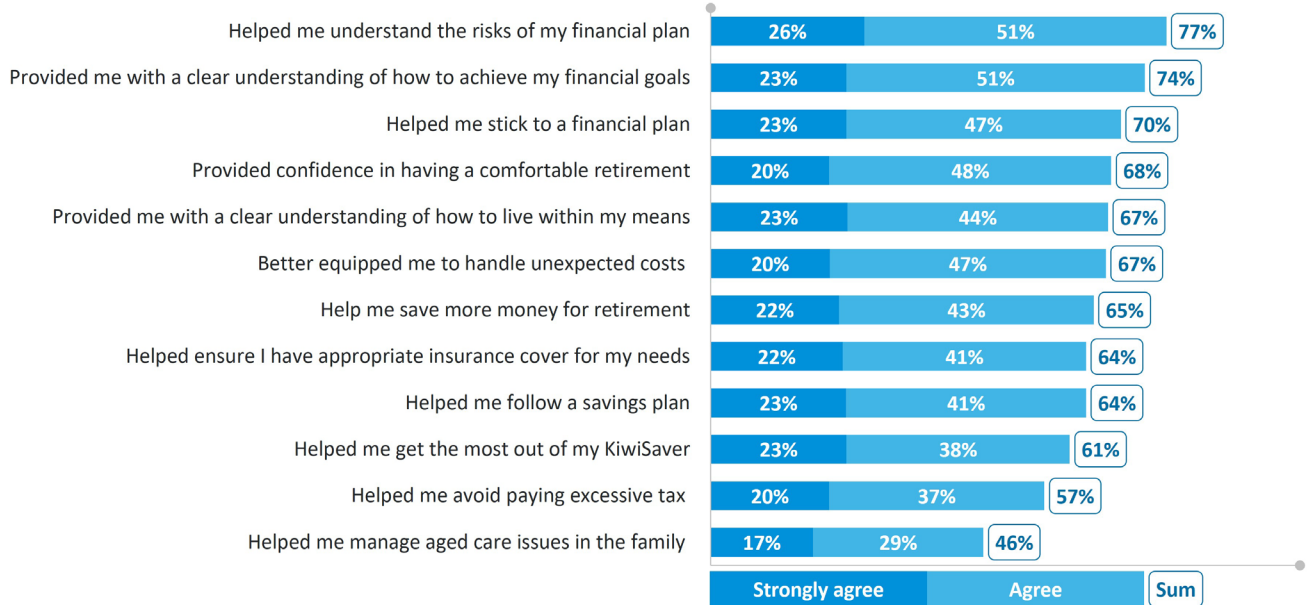 Helped me understand the risks of my financial plan 26% 51% 77%
Provided me with a clear understanding of how to achieve my financial goals 23% 51% 74%
Helped me stick to a financial plan 23% 47% 70%
Provided confidence in having a comfortable retirement 20% 48% 68%
Provided me with a clear understanding of how to live within my means 23% 44% 67%
Better equipped me to handle unexpected costs 20% 47% 67%
Help me save more money for retirement 22% 43% 65%
Helped ensure I have appropriate insurance cover for my needs 22% 41% 64%
Helped me follow a savings plan 23% 41% 64%
Helped me get the most out of my KiwiSaver 23% 38% 61%
Helped me avoid paying excessive tax 20% 37% 57%
Helped me manage aged care issues in the family 17% 29% 46%
Strongly agree Agree Sum